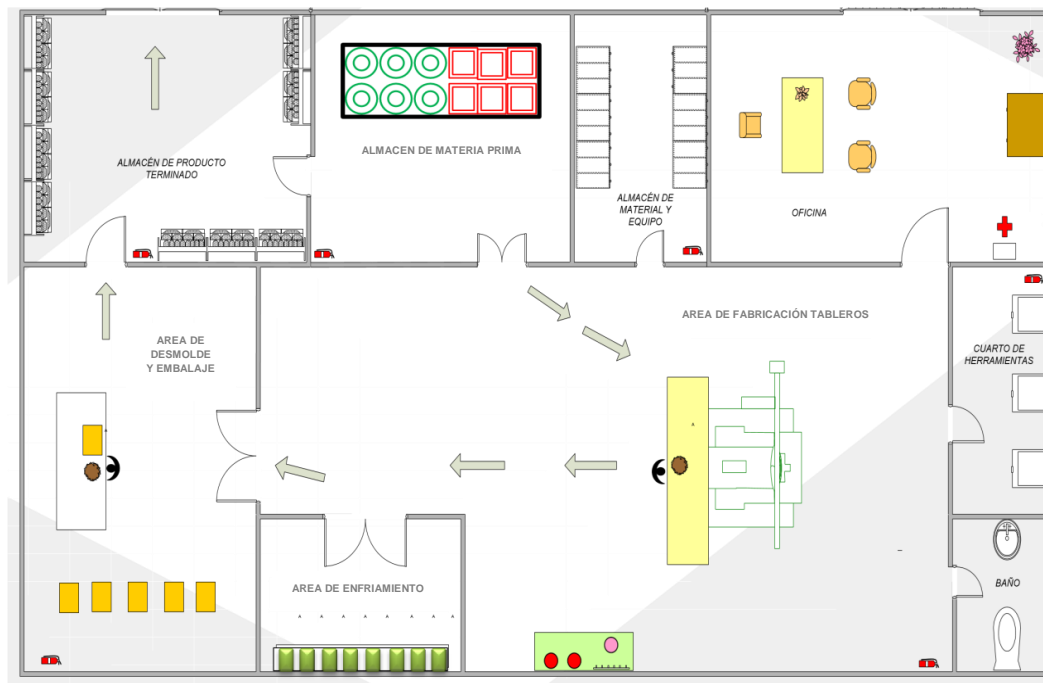 ALMACEN DE MATERIA PRIMA
ALMACÉN DE PRODUCTO
TERMINADO
ALMACÉN DE
MATERIAL Y
EQUIPO
OFICINA
AREA DE FABRICACIÓN TABLEROS
AREA DE
DESMOLDE
Y EMBALAJE
CUARTO DE
HERRAMIENTAS
AREA DE ENFRIAMIENTO
BAÑO